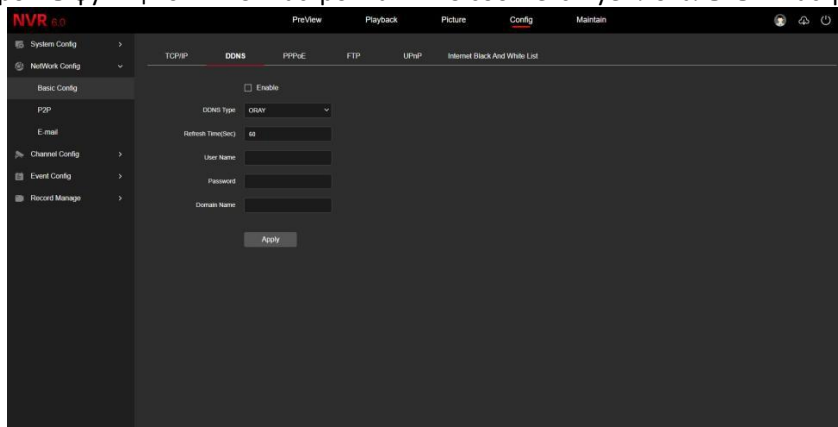 NVR 6.0 PreView Playback Picture Config Maintain
System Config
NetWork Config
Basic Config
P2P
E-mail
Channel Config
Event Config
Record Manage
TCP/IP DDNS PPPoE FTP UPnP Internet Black And White List
Enable
DDNS Type ORAY
Refresh Time(Sec) 60
User Name
Password
Domain Name
Apply